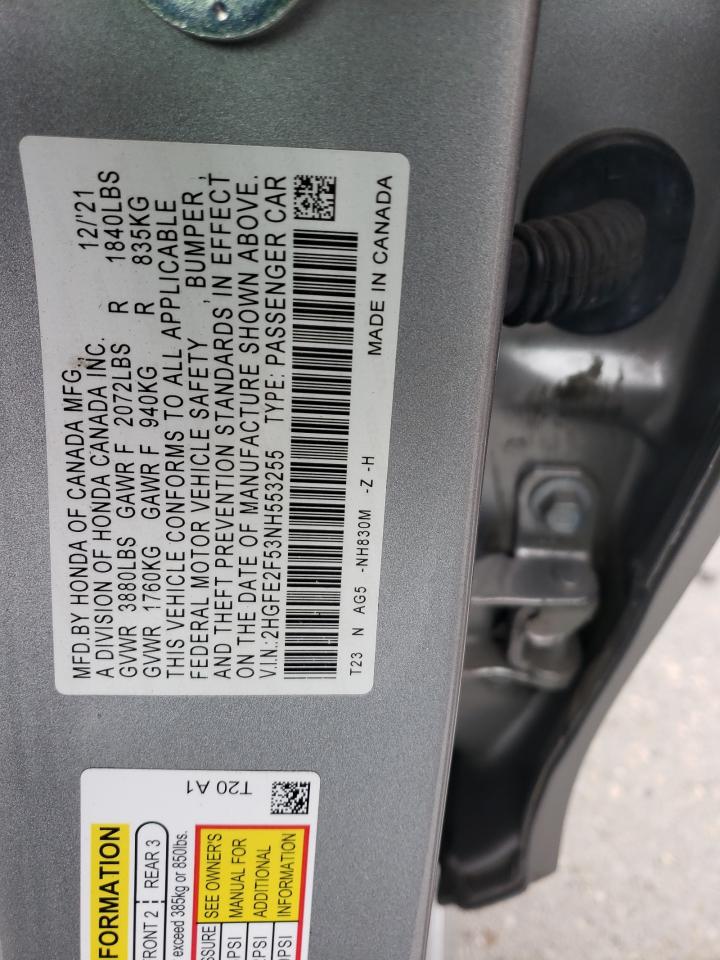 MFD.BY HONDA OF CANADA MFG.,
A DIVISION OF HONDA CANADA INC. 12/'21
GVWR 3880LBS GAWR F 2072LBS R 1840LBS
GVWR 1760KG GAWR F 940KG R 835KG
THIS VEHICLE CONFORMS TO ALL APPLICABLE
FEDERAL MOTOR VEHICLE SAFETY, BUMPER,
AND THEFT PREVENTION STANDARDS IN EFFECT
ON THE DATE OF MANUFACTURE SHOWN ABOVE.
V.I.N.:2HGFE2F53NH553255 TYPE: PASSENGER CAR
T23 N AG5 -NH830M -Z -H
MADE IN CANADA
T20 A1
FORMATION
FRONT 2 REAR 3
exceed 385kg or 850lbs.
SSURE SEE OWNER'S
PSI MANUAL FOR
PSI ADDITIONAL
PSI INFORMATION